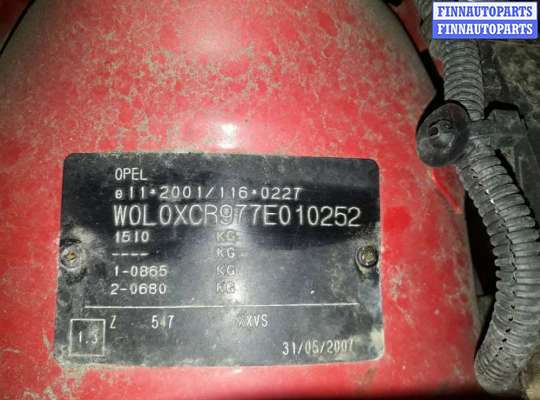 FINNAUTOPARTS
FINNAUTOPARTS
OPEL
e11*2001/116*0227
W0L0XCR977E010252
1510 KG
---- KG
1-0865 KG
2-0680 KG
1.3 Z 547 XXVS
31/05/2007